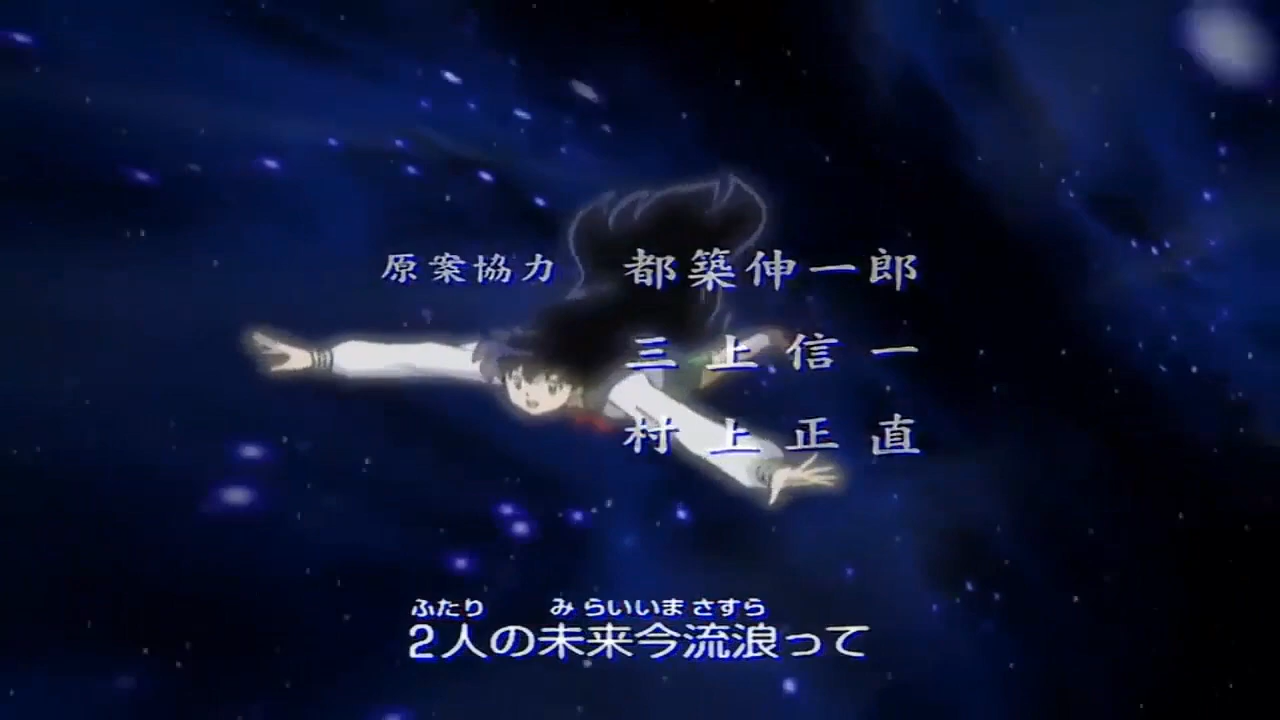 原案協力 都築伸一郎
三上信一
村上正直
ふたり みらいいまさすら
2人の未来今流浪って